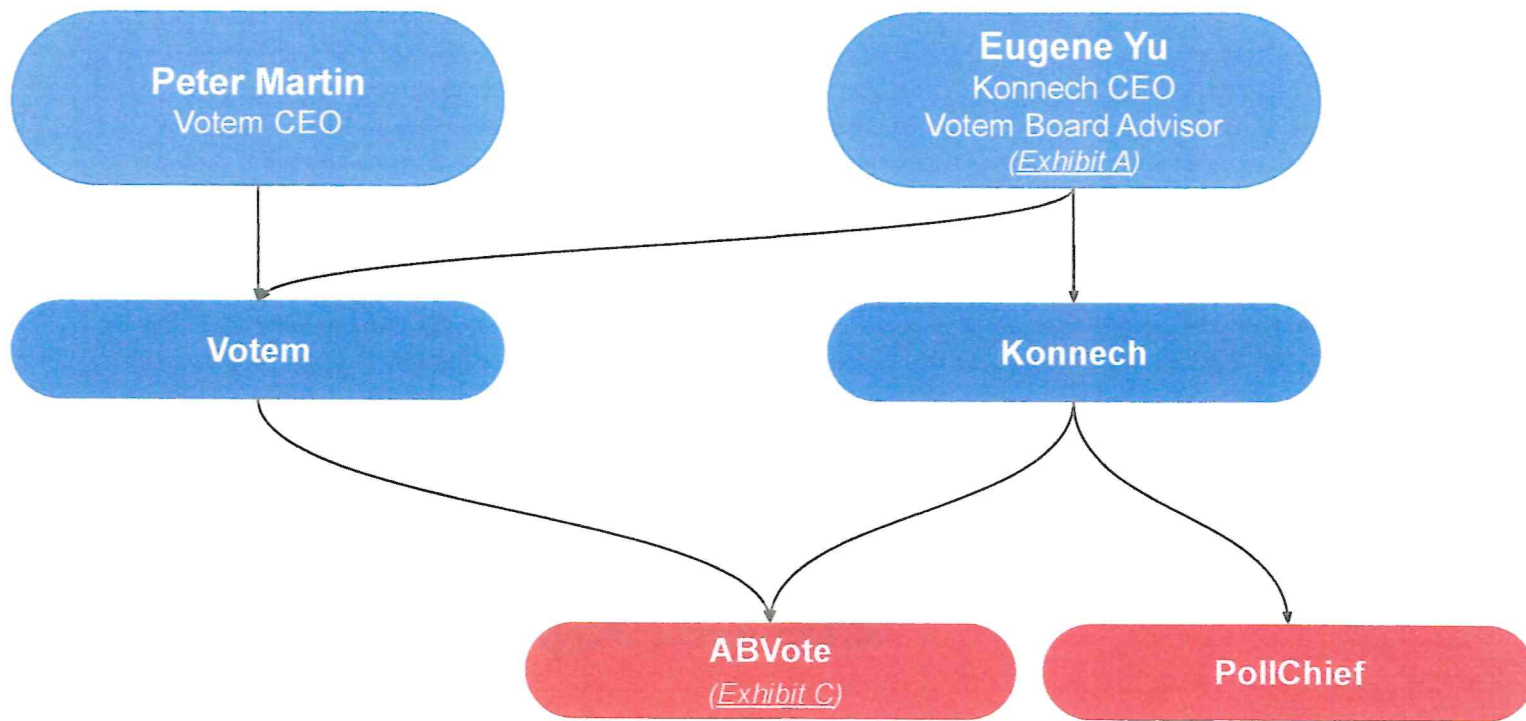 Peter Martin
Votem CEO
Eugene Yu
Konnech CEO
Votem Board Advisor
(Exhibit A)
Votem
Konnech
ABVote
(Exhibit C)
PollChief